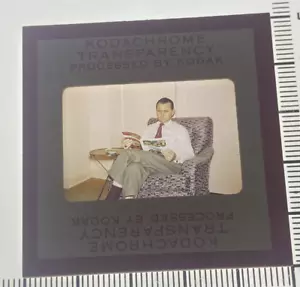 KODACHROME
TRANSPARENCY
PROCESSED BY KODAK
KODACHROME
TRANSPARENCY
PROCESSED BY KODAK